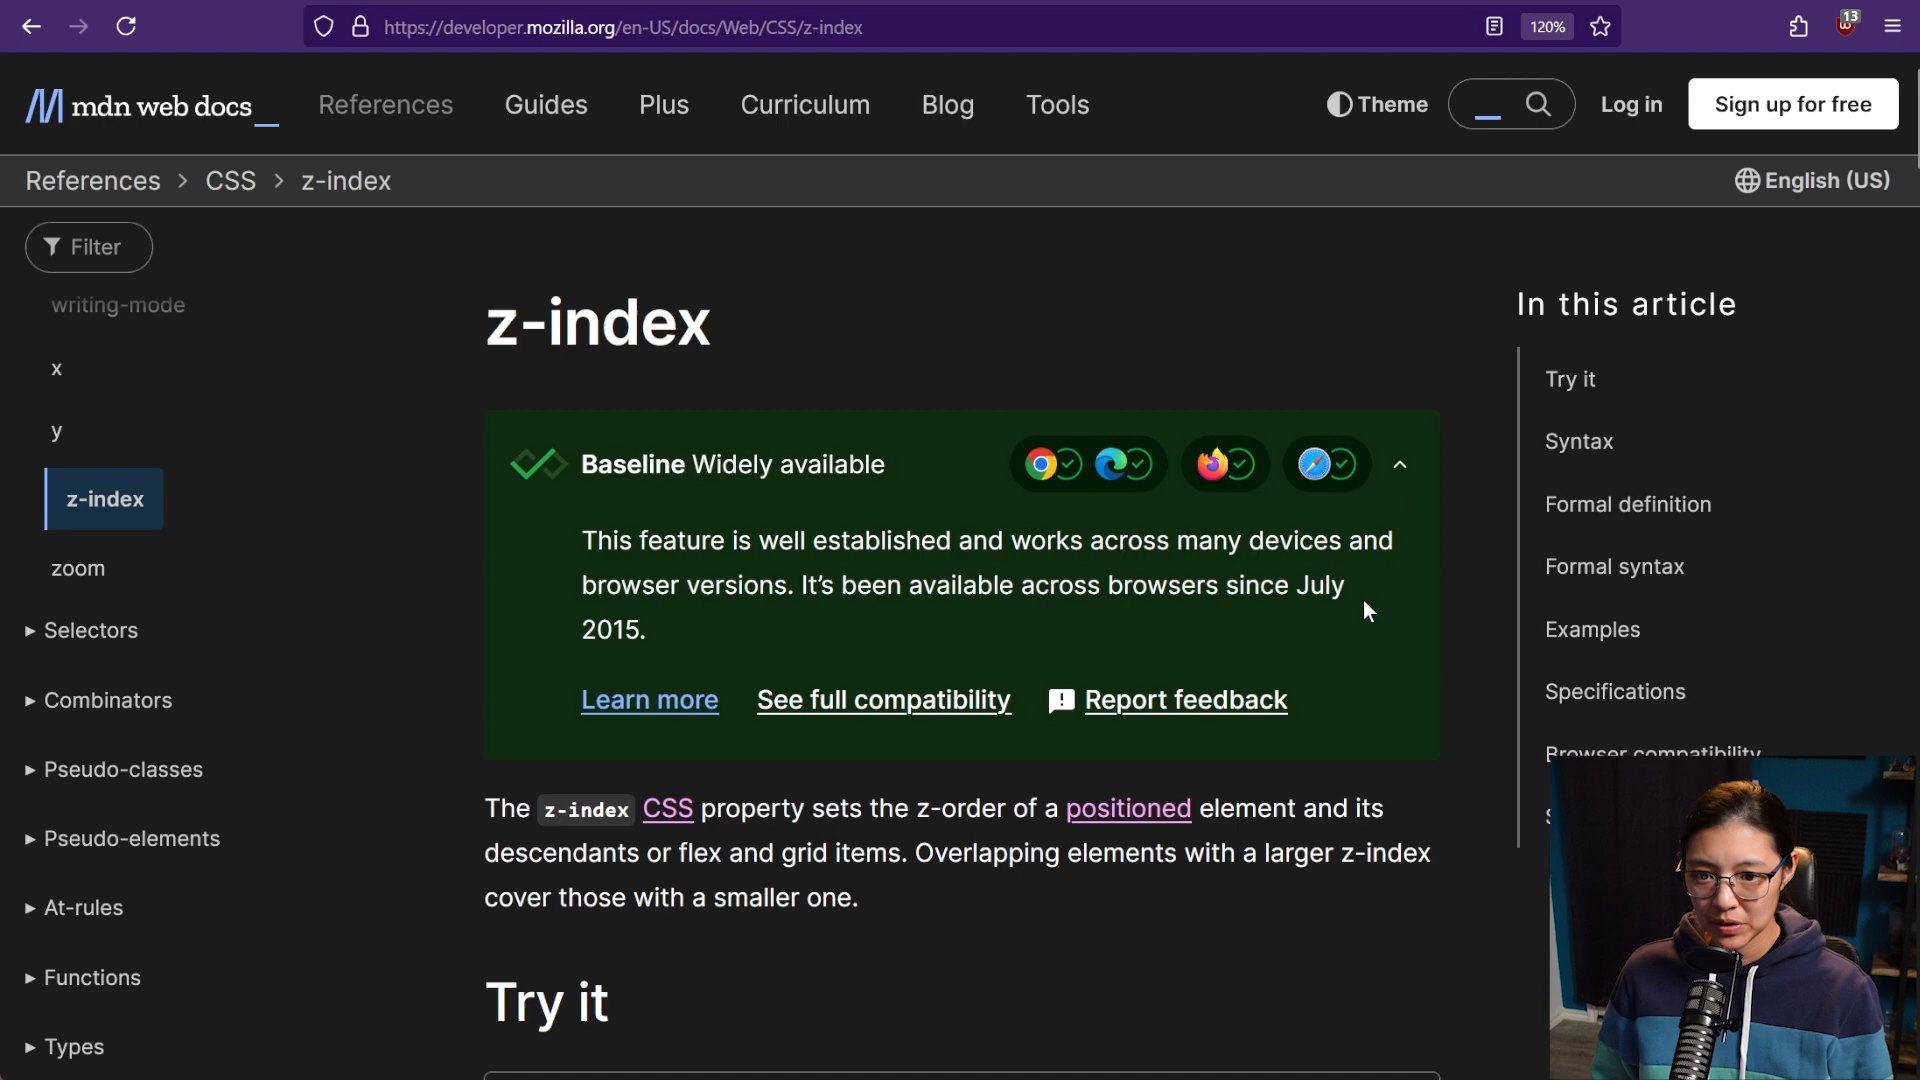 https://developer.mozilla.org/en-US/docs/Web/CSS/z-index
120%
13
mdn web docs
References
Guides
Plus
Curriculum
Blog
Tools
Theme
Log in
Sign up for free
References > CSS > z-index
English (US)
Filter
writing-mode
x
y
z-index
zoom
Selectors
Combinators
Pseudo-classes
Pseudo-elements
At-rules
Functions
Types
z-index
Baseline Widely available
This feature is well established and works across many devices and
browser versions. It’s been available across browsers since July
2015.
Learn more
See full compatibility
Report feedback
The z-index CSS property sets the z-order of a positioned element and its
descendants or flex and grid items. Overlapping elements with a larger z-index
cover those with a smaller one.
Try it
In this article
Try it
Syntax
Formal definition
Formal syntax
Examples
Specifications
Browser compatibility